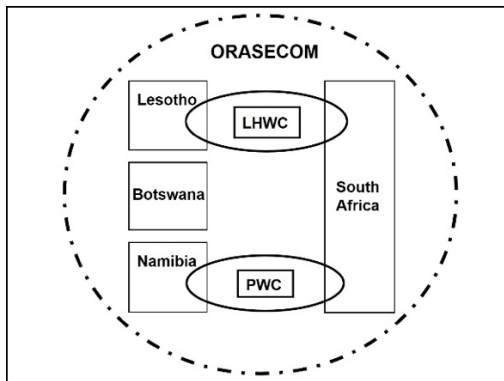 ORASECOM
Lesotho
LHWC
Botswana
South
Africa
Namibia
PWC